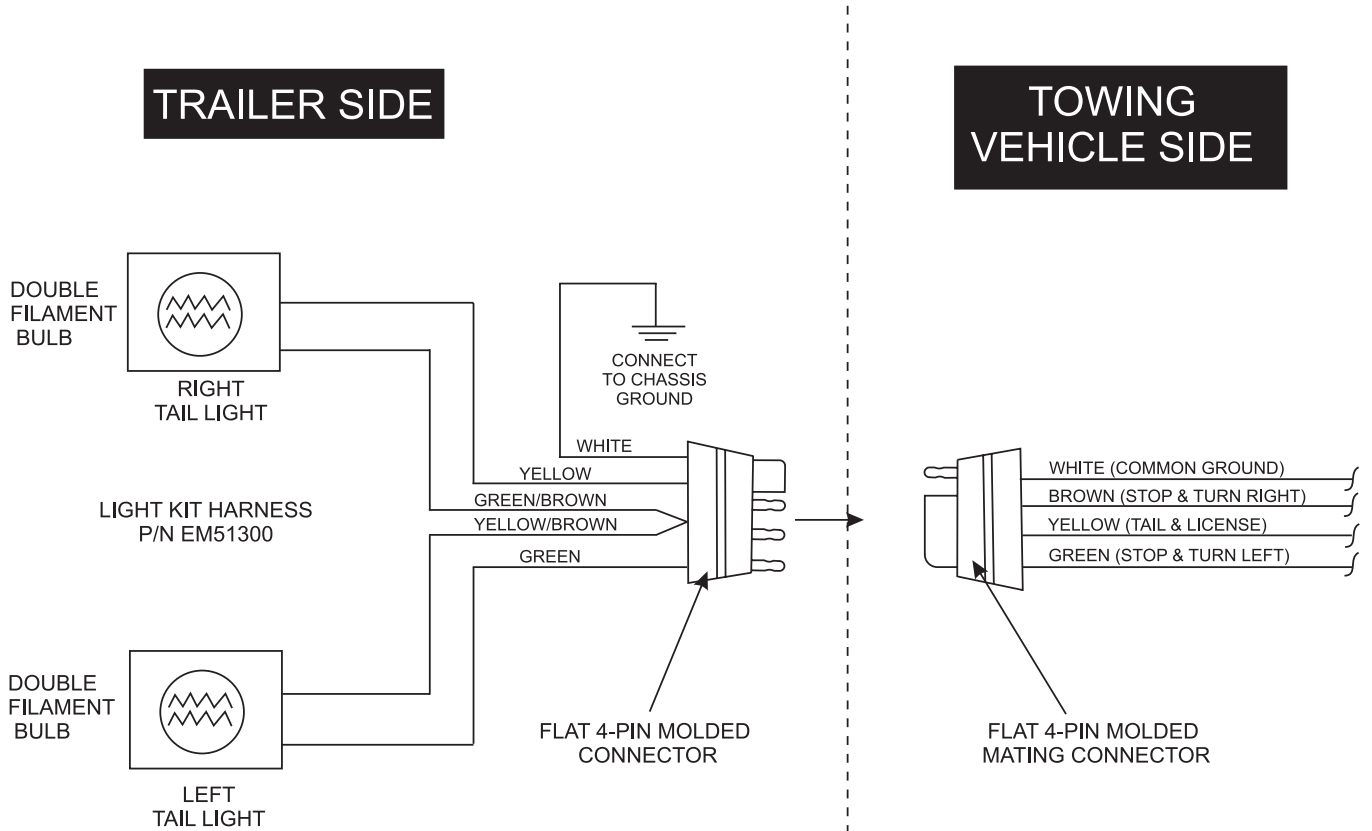 TRAILER SIDE
TOWING
VEHICLE SIDE
DOUBLE
FILAMENT
BULB
RIGHT
TAIL LIGHT
CONNECT
TO CHASSIS
GROUND
WHITE
YELLOW
GREEN/BROWN
YELLOW/BROWN
GREEN
LIGHT KIT HARNESS
P/N EM51300
WHITE (COMMON GROUND)
BROWN (STOP & TURN RIGHT)
YELLOW (TAIL & LICENSE)
GREEN (STOP & TURN LEFT)
DOUBLE
FILAMENT
BULB
LEFT
TAIL LIGHT
FLAT 4-PIN MOLDED
CONNECTOR
FLAT 4-PIN MOLDED
MATING CONNECTOR